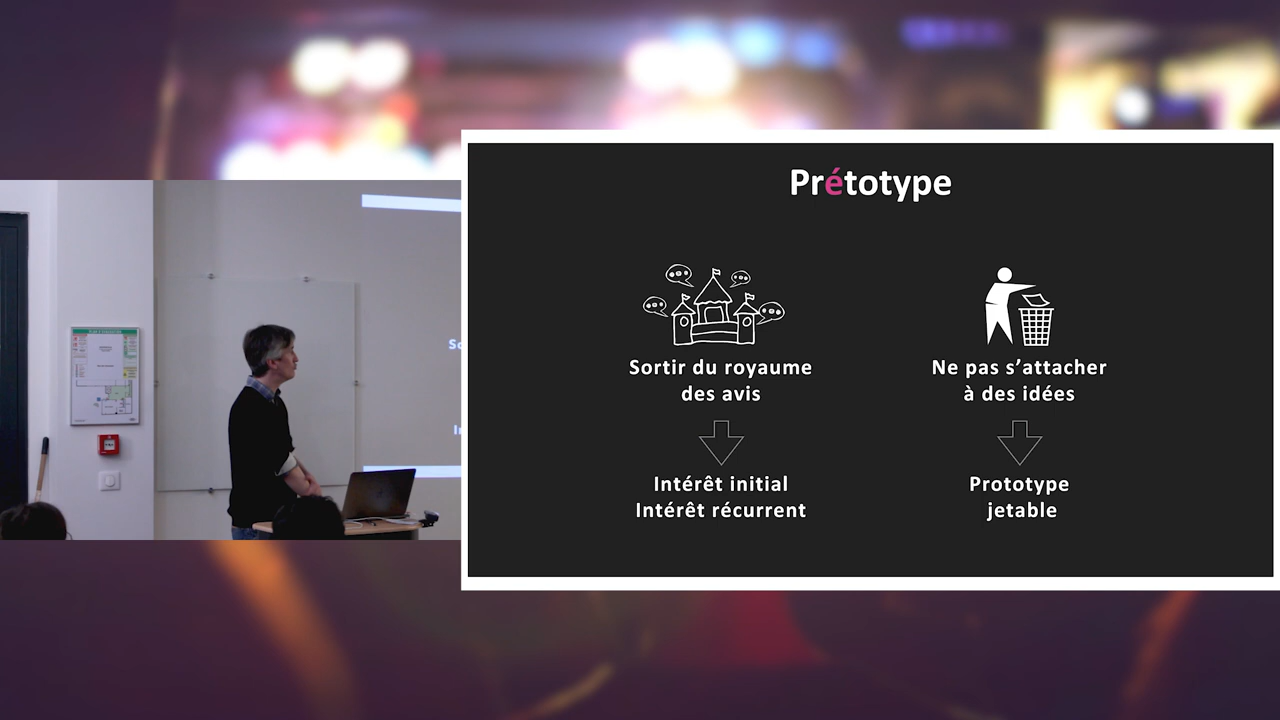 Prétotype
Sortir du royaume
des avis
Ne pas s’attacher
à des idées
Intérêt initial
Intérêt récurrent
Prototype
jetable